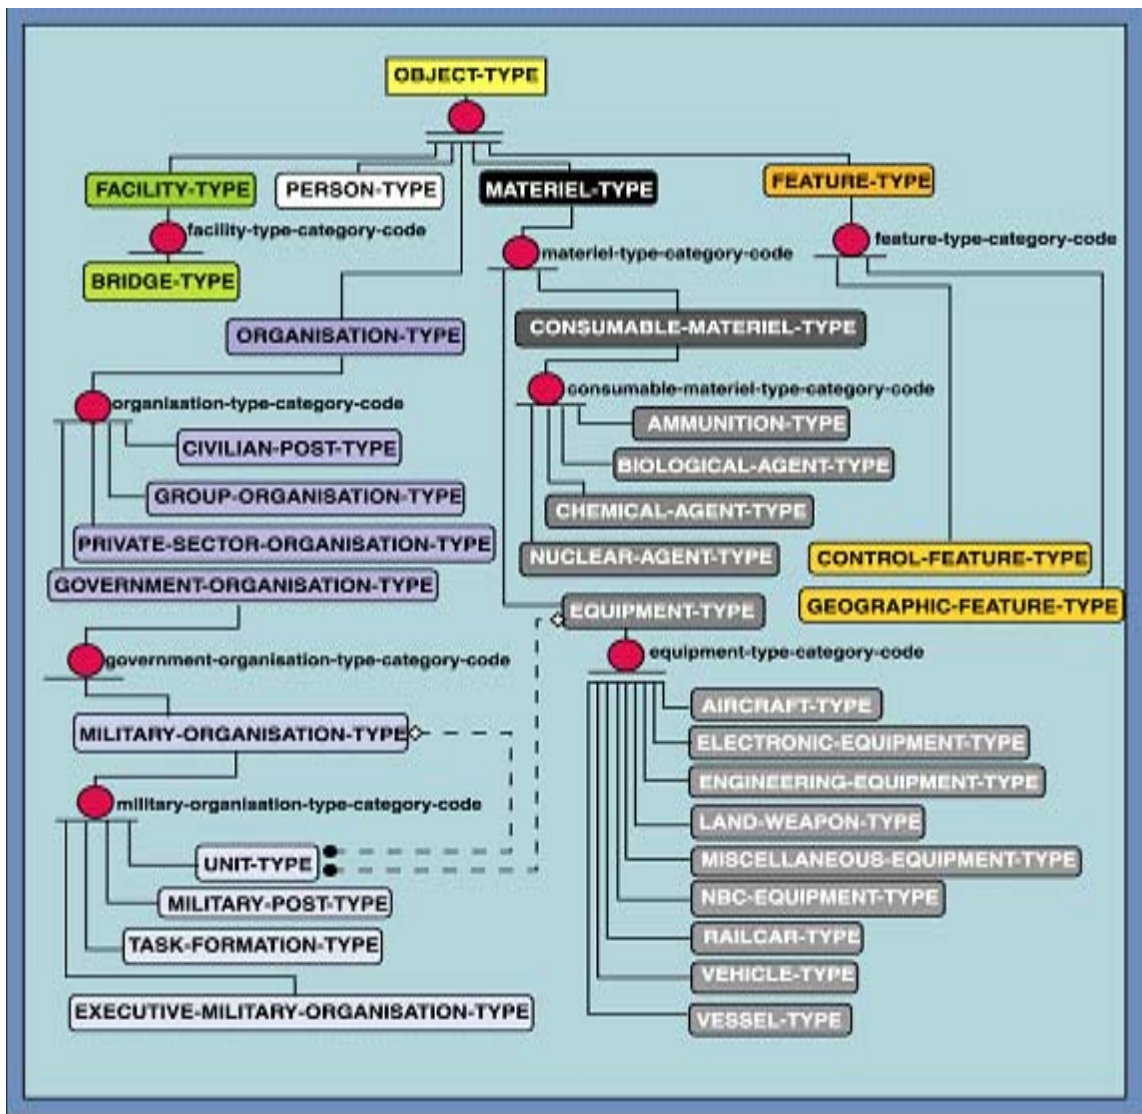 OBJECT-TYPE
FACILITY-TYPE
PERSON-TYPE
MATERIEL-TYPE
FEATURE-TYPE
facility-type-category-code
materiel-type-category-code
feature-type-category-code
BRIDGE-TYPE
ORGANISATION-TYPE
CONSUMABLE-MATERIEL-TYPE
organisation-type-category-code
consumable-materiel-type-category-code
CIVILIAN-POST-TYPE
AMMUNITION-TYPE
BIOLOGICAL-AGENT-TYPE
GROUP-ORGANISATION-TYPE
CHEMICAL-AGENT-TYPE
PRIVATE-SECTOR-ORGANISATION-TYPE
NUCLEAR-AGENT-TYPE
CONTROL-FEATURE-TYPE
GOVERNMENT-ORGANISATION-TYPE
EQUIPMENT-TYPE
GEOGRAPHIC-FEATURE-TYPE
government-organisation-type-category-code
equipment-type-category-code
MILITARY-ORGANISATION-TYPE
AIRCRAFT-TYPE
ELECTRONIC-EQUIPMENT-TYPE
ENGINEERING-EQUIPMENT-TYPE
military-organisation-type-category-code
LAND-WEAPON-TYPE
UNIT-TYPE
MISCELLANEOUS-EQUIPMENT-TYPE
MILITARY-POST-TYPE
NBC-EQUIPMENT-TYPE
TASK-FORMATION-TYPE
RAILCAR-TYPE
VEHICLE-TYPE
EXECUTIVE-MILITARY-ORGANISATION-TYPE
VESSEL-TYPE